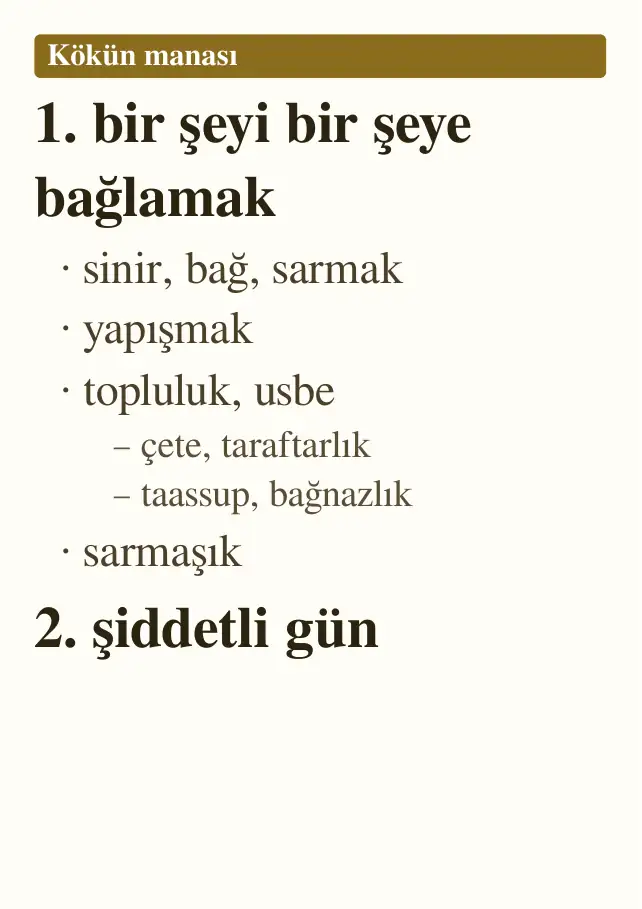 Kökün manası
1. bir şeyi bir şeye
bağlamak
· sinir, bağ, sarmak
· yapışmak
· topluluk, usbe
– çete, taraftarlık
– taassup, bağnazlık
· sarmaşık
2. şiddetli gün